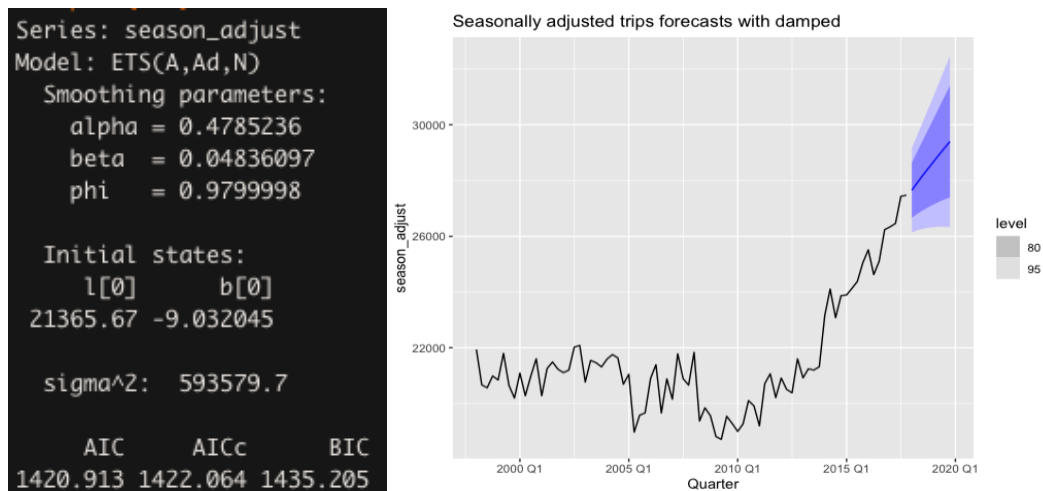 Series: season_adjust
Model: ETS(A,Ad,N)
Smoothing parameters:
alpha = 0.4785236
beta = 0.04836097
phi = 0.9799998
Initial states:
l[0] b[0]
21365.67 -9.032045
sigma^2: 593579.7
AIC AICc BIC
1420.913 1422.064 1435.205
Seasonally adjusted trips forecasts with damped
30000
26000
22000
season_adjust
2000 Q1 2005 Q1 2010 Q1 2015 Q1 2020 Q1
Quarter
level
80
95